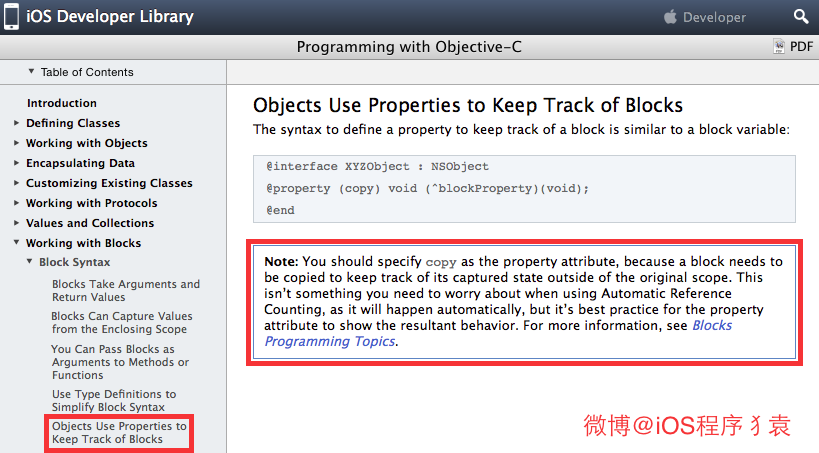 iOS Developer Library
Developer
Programming with Objective-C
PDF
Table of Contents
Introduction
Defining Classes
Working with Objects
Encapsulating Data
Customizing Existing Classes
Working with Protocols
Values and Collections
Working with Blocks
Block Syntax
Blocks Take Arguments and
Return Values
Blocks Can Capture Values
from the Enclosing Scope
You Can Pass Blocks as
Arguments to Methods or
Functions
Use Type Definitions to
Simplify Block Syntax
Objects Use Properties to
Keep Track of Blocks
Objects Use Properties to Keep Track of Blocks
The syntax to define a property to keep track of a block is similar to a block variable:
@interface XYZObject : NSObject
@property (copy) void (^blockProperty)(void);
@end
Note: You should specify copy as the property attribute, because a block needs to
be copied to keep track of its captured state outside of the original scope. This
isn’t something you need to worry about when using Automatic Reference
Counting, as it will happen automatically, but it’s best practice for the property
attribute to show the resultant behavior. For more information, see Blocks
Programming Topics.
微博@iOS程序犭袁